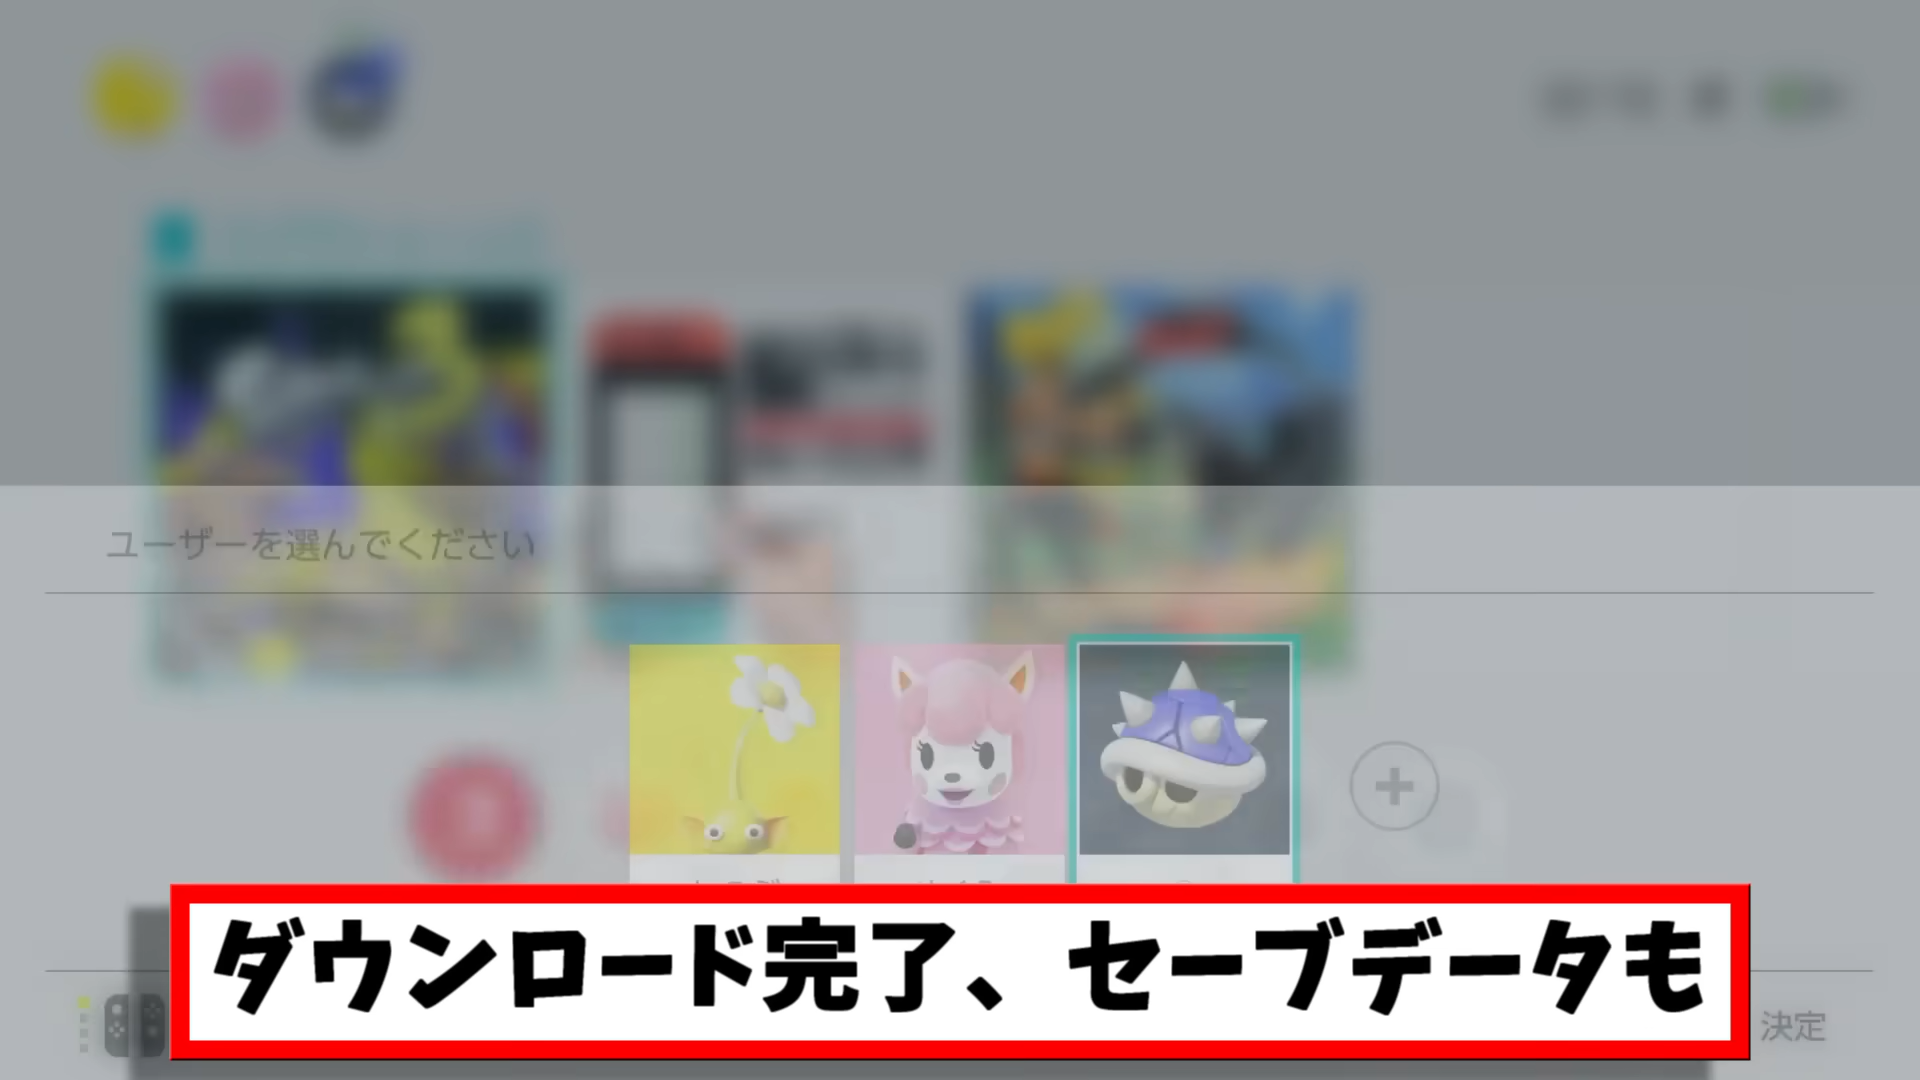 ユーザーを選んでください
ダウンロード完了、セーブデータも
決定